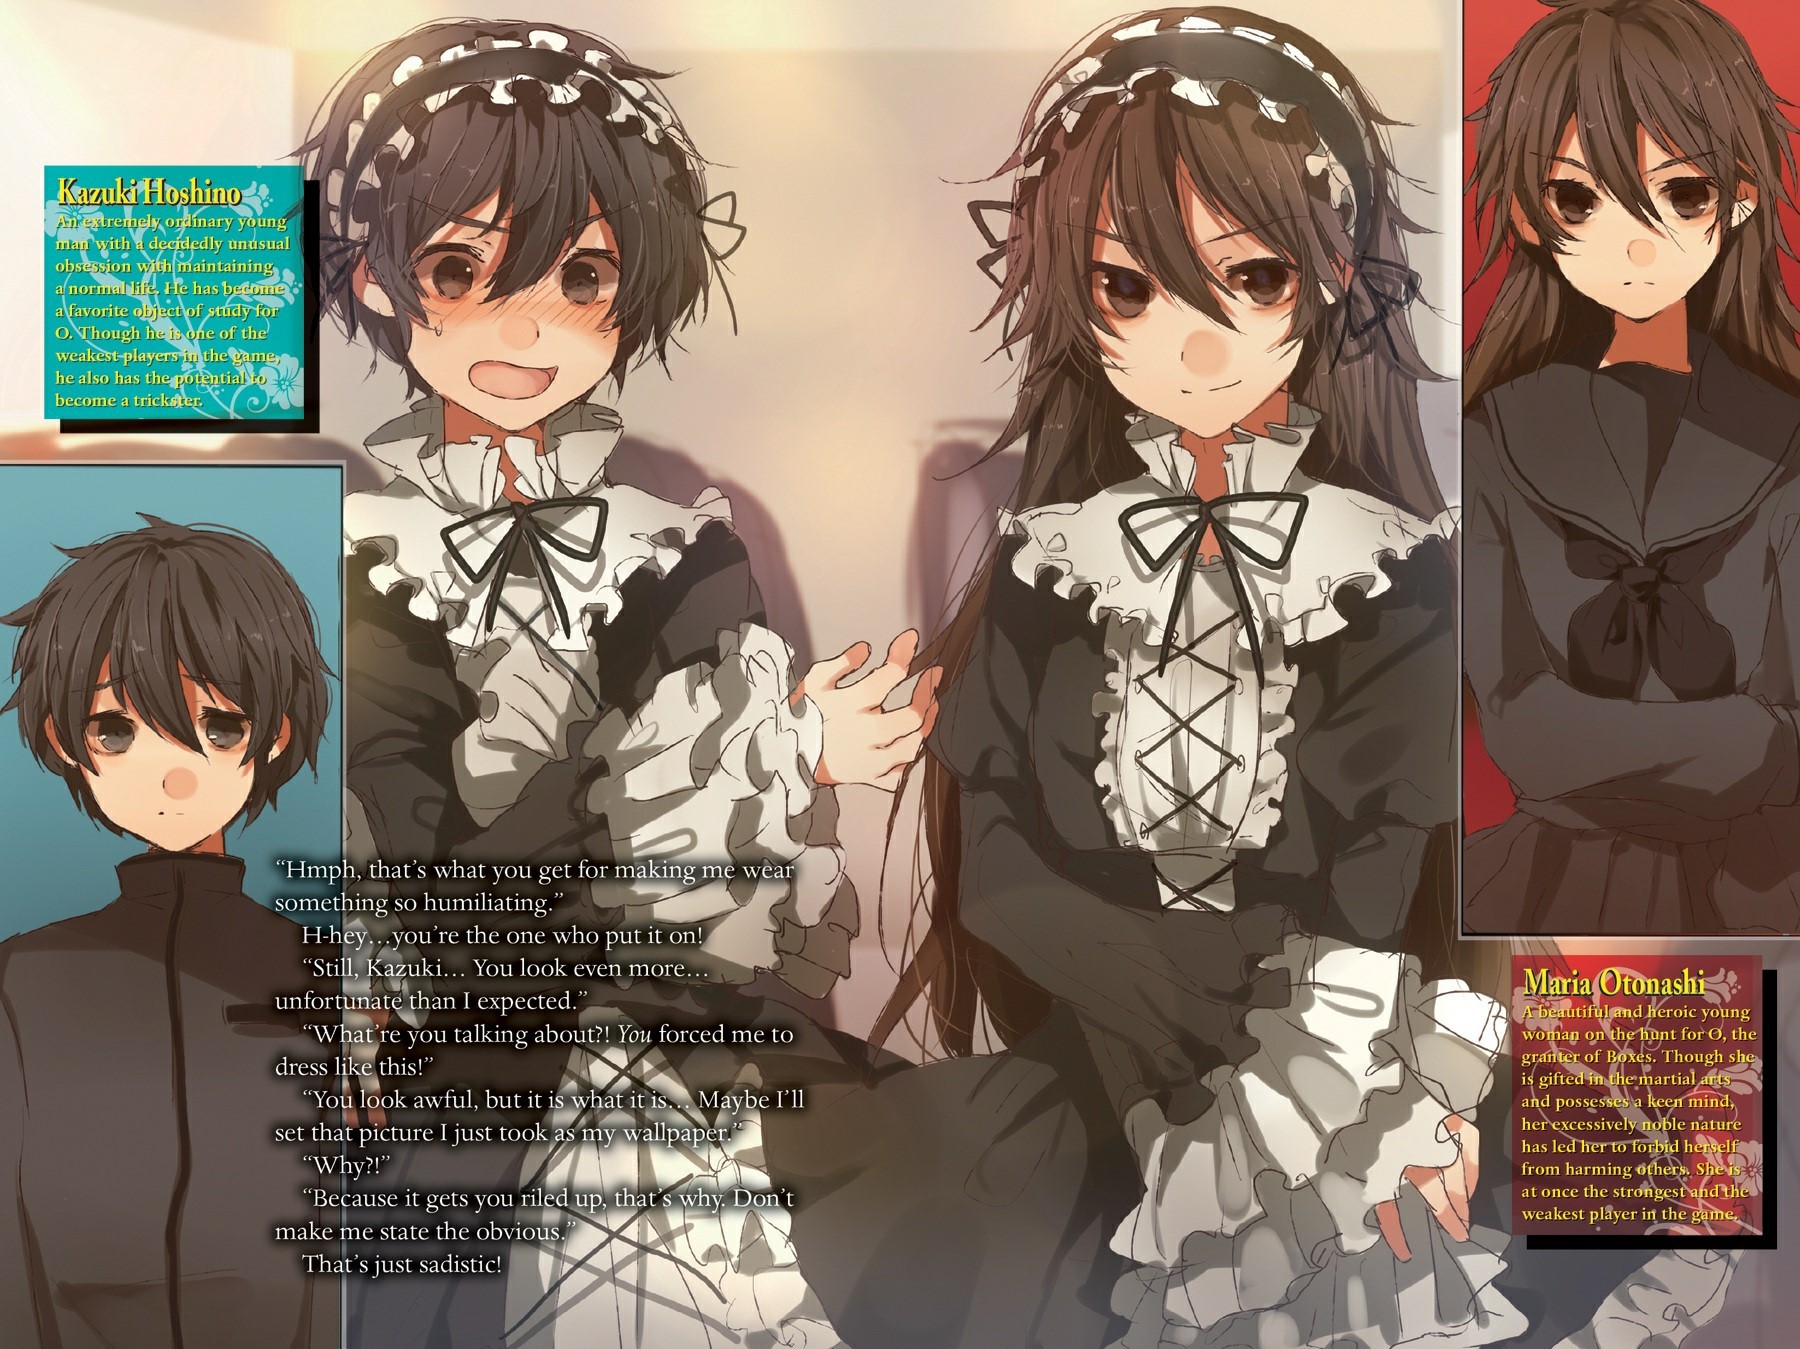 Kazuki Hoshino
An extremely ordinary young
man with a decidedly unusual
obsession with maintaining
a normal life. He has become
a favorite object of study for
O. Though he is one of the
weakest players in the game,
he also has the potential to
become a trickster.
“Hmph, that’s what you get for making me wear
something so humiliating.”
H-hey…you’re the one who put it on!
“Still, Kazuki… You look even more…
unfortunate than I expected.”
“What’re you talking about?! You forced me to
dress like this!”
“You look awful, but it is what it is… Maybe I’ll
set that picture I just took as my wallpaper.”
“Why?!”
“Because it gets you riled up, that’s why. Don’t
make me state the obvious.”
That’s just sadistic!
Maria Otonashi
A beautiful and heroic young
woman on the hunt for O, the
granter of Boxes. Though she
is gifted in the martial arts
and possesses a keen mind,
her excessively noble nature
has led her to forbid herself
from harming others. She is
at once the strongest and the
weakest player in the game.